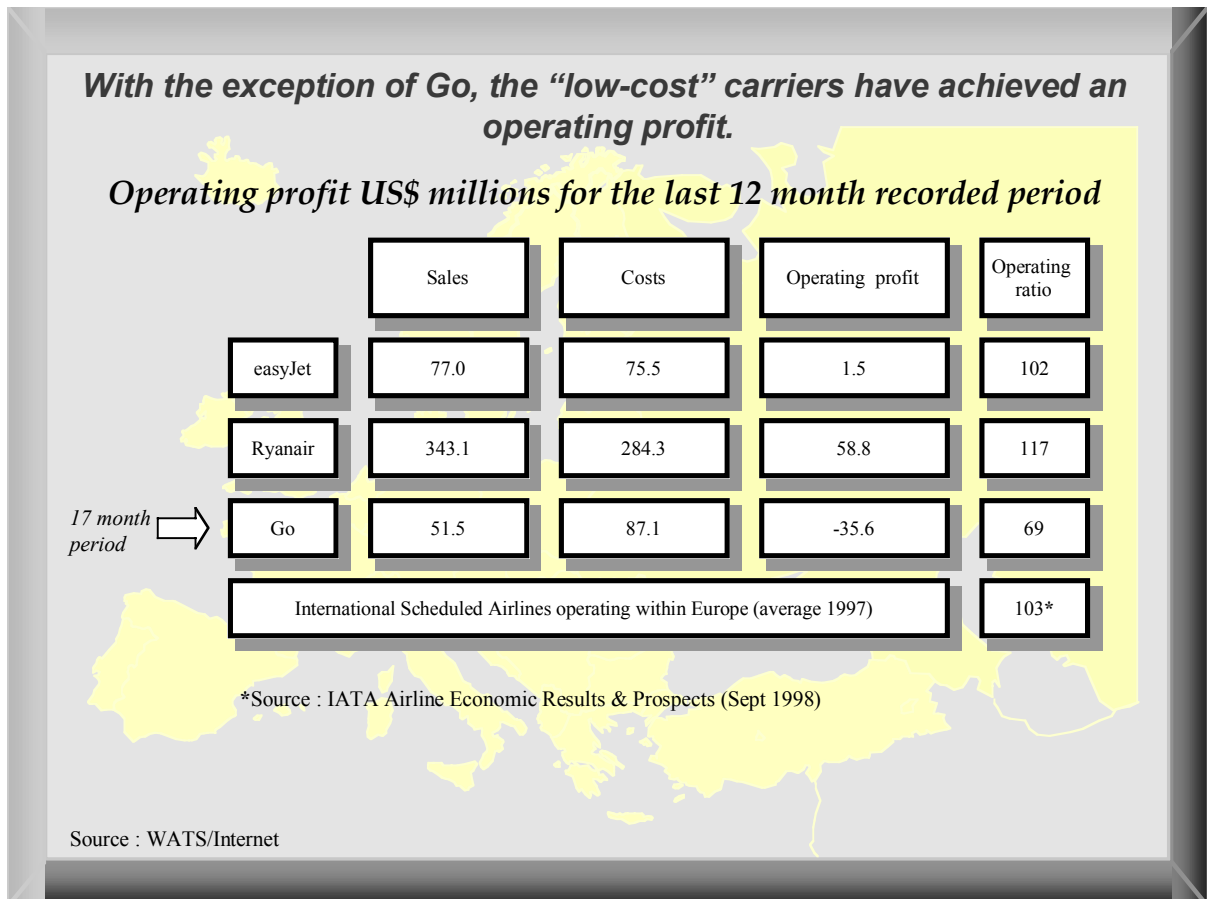 With the exception of Go, the “low-cost” carriers have achieved an
operating profit.
Operating profit US$ millions for the last 12 month recorded period
Sales Costs Operating profit Operating
ratio
easyJet 77.0 75.5 1.5 102
Ryanair 343.1 284.3 58.8 117
17 month
period
Go 51.5 87.1 -35.6 69
International Scheduled Airlines operating within Europe (average 1997) 103*
*Source : IATA Airline Economic Results & Prospects (Sept 1998)
Source : WATS/Internet